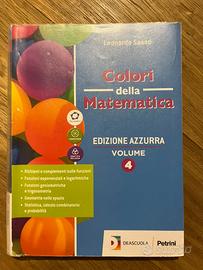 Leonardo Sasso
Colori
della
Matematica
EDIZIONE AZZURRA
VOLUME
4
• Richiami e complementi sulle funzioni
• Funzioni esponenziali e logaritmiche
• Funzioni goniometriche
e trigonometria
• Geometria nello spazio
• Statistica, calcolo combinatorio
e probabilità
DEASCUOLA
Petrini